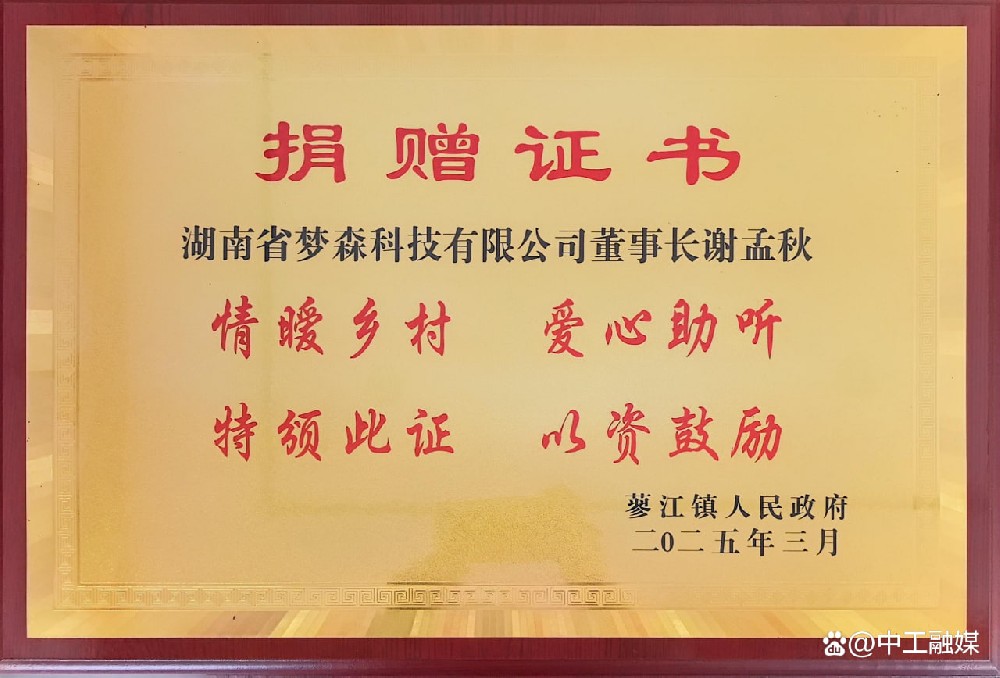 捐赠证书
湖南省梦森科技有限公司董事长谢孟秋
情暖乡村 爱心助听
特颁此证 以资鼓励
蓼江镇人民政府
二0二五年三月
@中工融媒